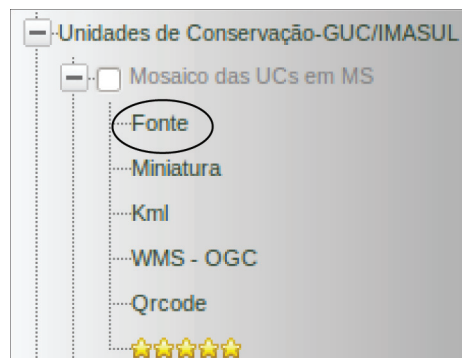 Unidades de Conservação-GUC/IMASUL
Mosaico das UCs em MS
Fonte
Miniatura
Kml
WMS - OGC
Qrcode